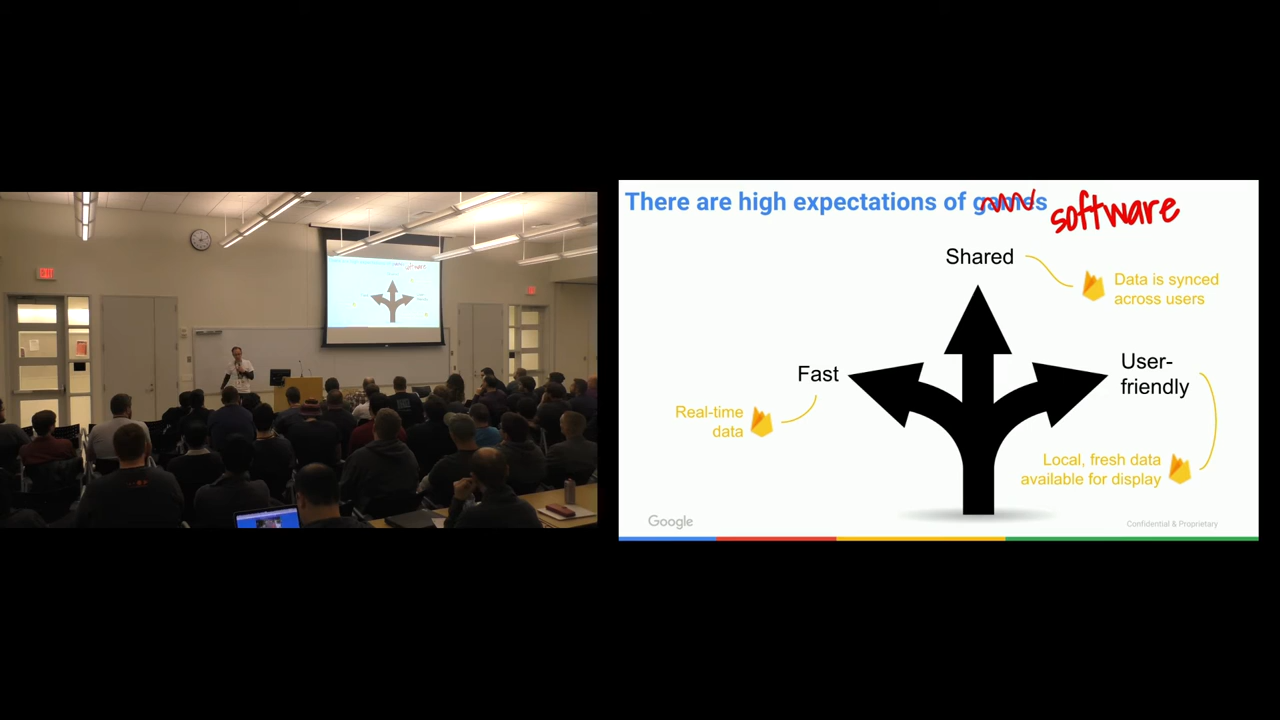 EXIT
There are high expectations of games software
Shared
Data is synced
across users
Fast
User-
friendly
Real-time
data
Local, fresh data
available for display
Google
Confidential & Proprietary